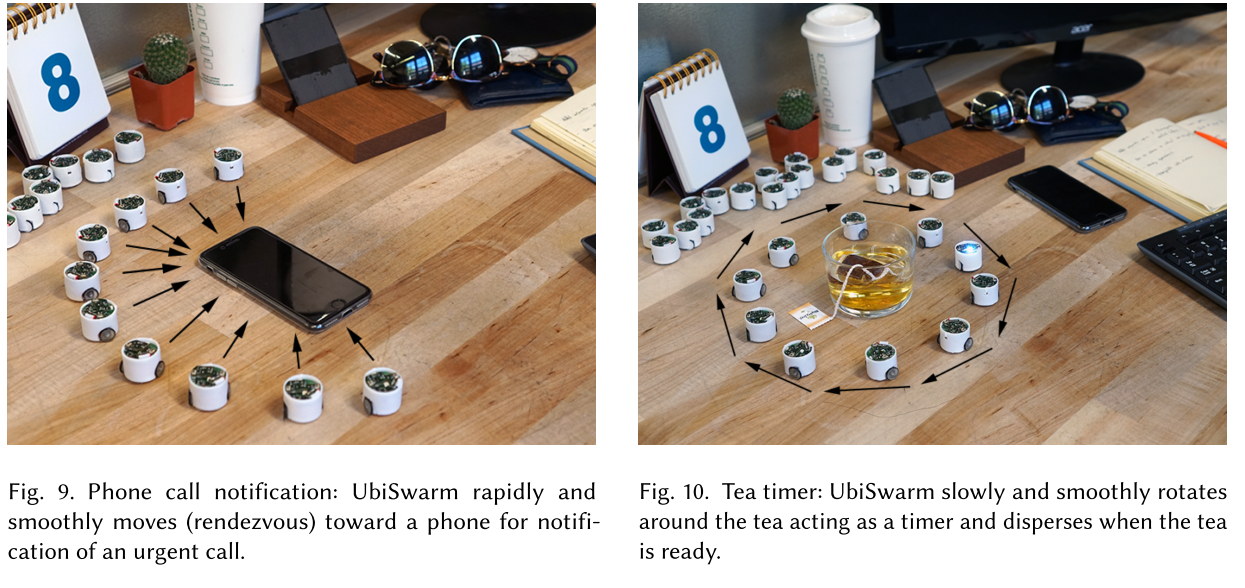 8
8
acer
Fig. 9. Phone call notification: UbiSwarm rapidly and
smoothly moves (rendezvous) toward a phone for notifi-
cation of an urgent call.
Fig. 10. Tea timer: UbiSwarm slowly and smoothly rotates
around the tea acting as a timer and disperses when the tea
is ready.